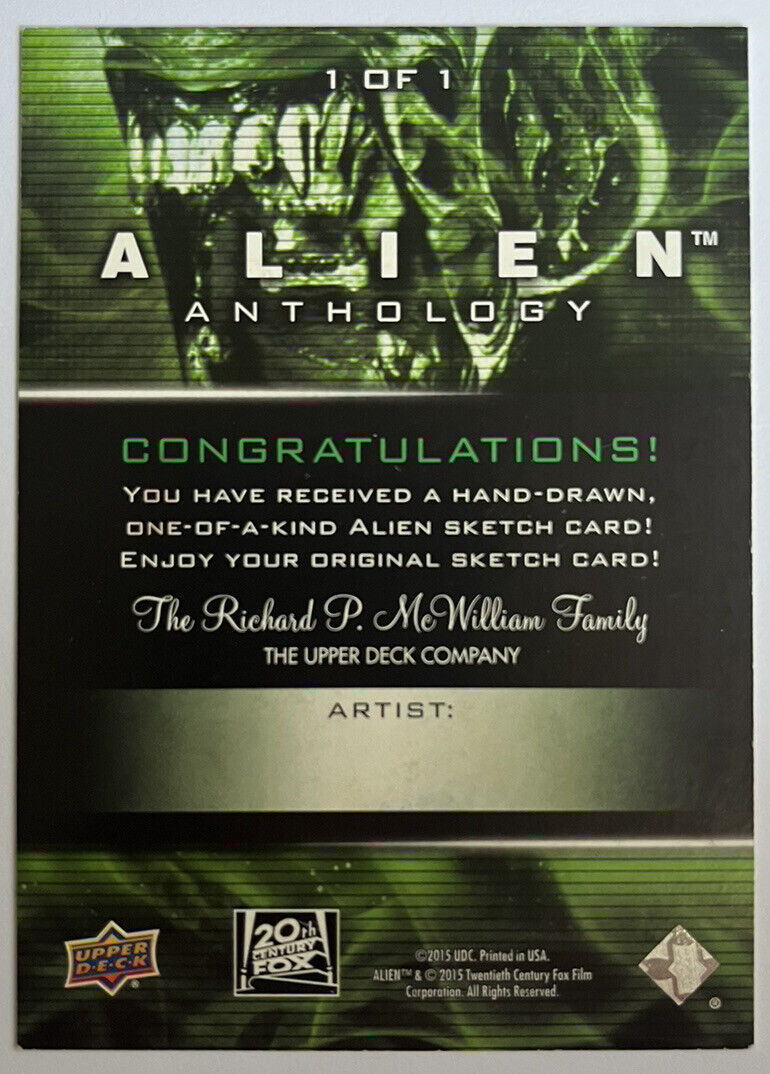 1 OF 1
ALIEN™
ANTHOLOGY
CONGRATULATIONS!
YOU HAVE RECEIVED A HAND-DRAWN,
ONE-OF-A-KIND ALIEN SKETCH CARD!
ENJOY YOUR ORIGINAL SKETCH CARD!
The Richard P. McWilliam Family
THE UPPER DECK COMPANY
ARTIST:
UPPER
D·E·C·K
®
20th
CENTURY
FOX
©2015 UDC. Printed in USA.
ALIEN™ & © 2015 Twentieth Century Fox Film
Corporation. All Rights Reserved.
®